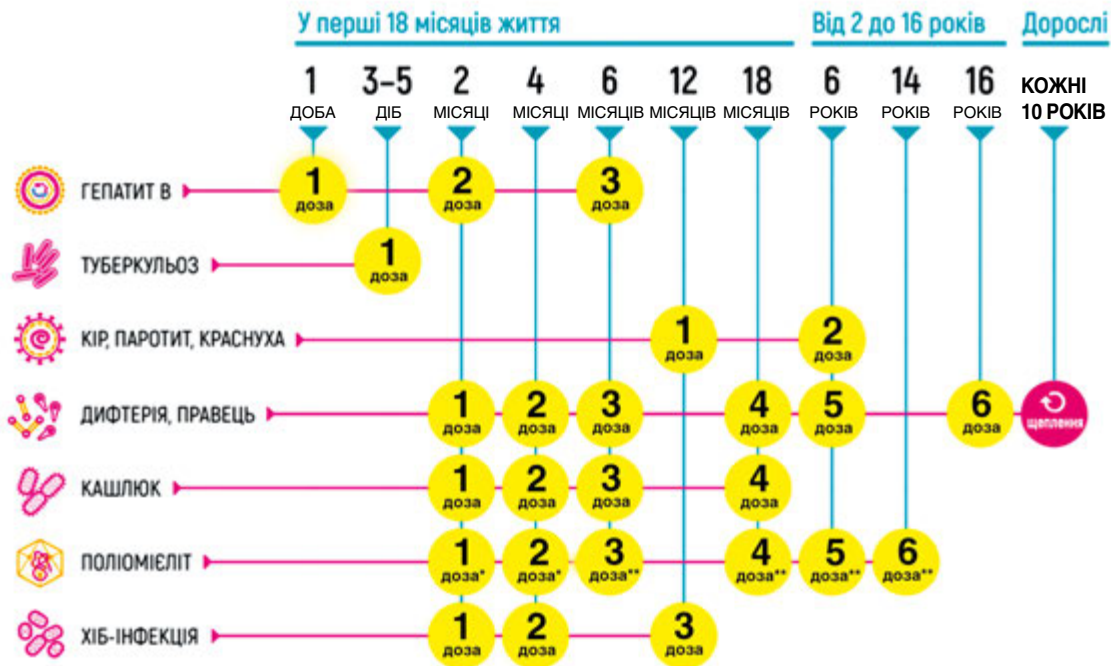 У перші 18 місяців життя Від 2 до 16 років Дорослі
1 3–5 2 4 6 12 18 6 14 16 КОЖНІ
ДОБА ДІБ МІСЯЦІ МІСЯЦІ МІСЯЦІВ МІСЯЦІВ МІСЯЦІВ РОКІВ РОКІВ РОКІВ 10 РОКІВ
ГЕПАТИТ В 1 2 3
доза доза доза
ТУБЕРКУЛЬОЗ 1
доза
КІР, ПАРОТИТ, КРАСНУХА 1 2
доза доза
ДИФТЕРІЯ, ПРАВЕЦЬ 1 2 3 4 5 6 щеплення
доза доза доза доза доза доза
КАШЛЮК 1 2 3 4
доза доза доза доза
ПОЛІОМІЄЛІТ 1 2 3 4 5 6
доза* доза* доза** доза** доза** доза**
ХІБ-ІНФЕКЦІЯ 1 2 3
доза доза доза